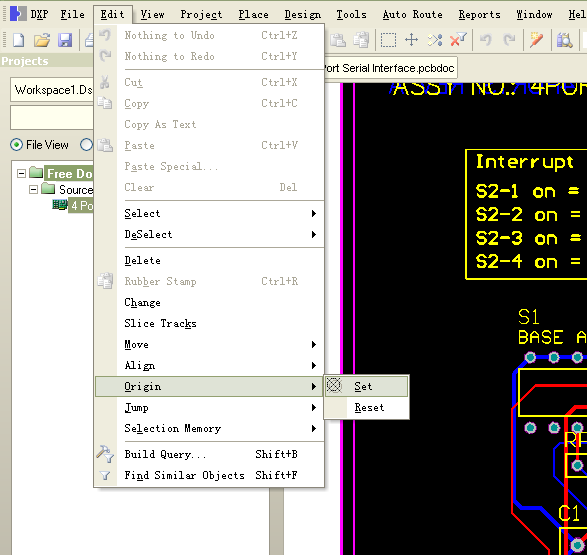 DXP File Edit View Project Place Design Tools Auto Route Reports Window
Projects
Workspace1.Ds
File View
Free Do
Source
4 Po
Nothing to Undo Ctrl+Z
Nothing to Redo Ctrl+Y
Cut Ctrl+X
Copy Ctrl+C
Copy As Text
Paste Ctrl+V
Paste Special...
Clear Del
Select
DeSelect
Delete
Rubber Stamp Ctrl+R
Change
Slice Tracks
Move
Align
Origin
Jump
Selection Memory
Build Query... Shift+B
Find Similar Objects Shift+F
Set
Reset
Port Serial Interface.pcbdoc
ASSY NO.: 4POR
Interrupt
S2-1 on =
S2-2 on =
S2-3 on =
S2-4 on =
S1
BASE A
RP
C1